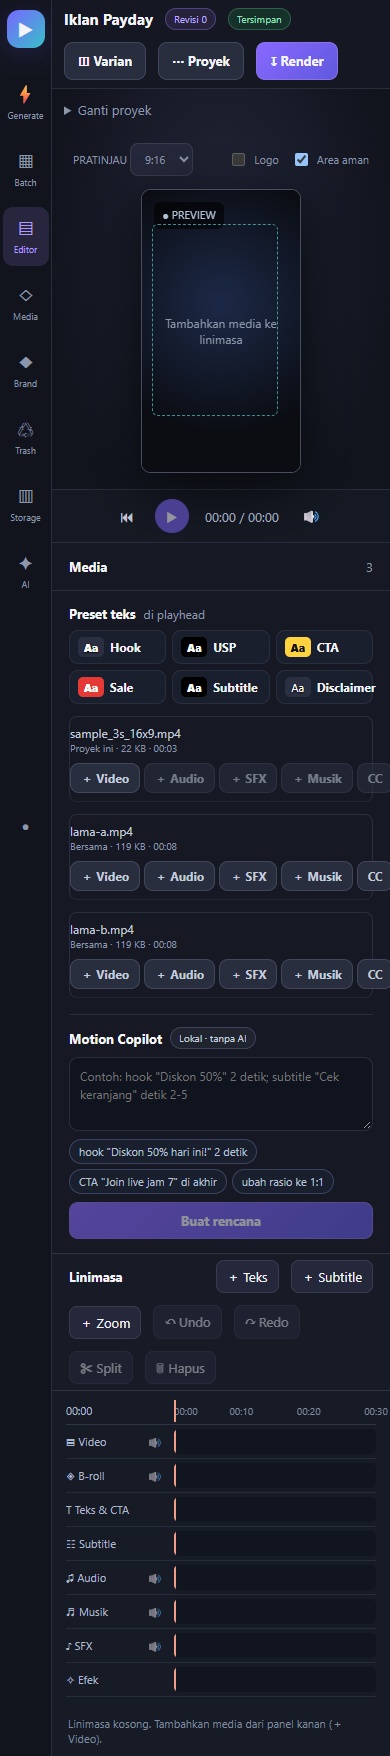 Iklan Payday
Revisi 0
Tersimpan
Varian
Proyek
Render
Ganti proyek
Generate
Batch
Editor
Media
Brand
Trash
Storage
AI
PRATINJAU
9:16
Logo
Area aman
PREVIEW
Tambahkan media ke
linimasa
00:00 / 00:00
Media
3
Preset teks di playhead
Aa Hook
Aa USP
Aa CTA
Aa Sale
Aa Subtitle
Aa Disclaimer
sample_3s_16x9.mp4
Proyek ini · 22 KB · 00:03
+ Video
+ Audio
+ SFX
+ Musik
CC
lama-a.mp4
Bersama · 119 KB · 00:08
+ Video
+ Audio
+ SFX
+ Musik
CC
lama-b.mp4
Bersama · 119 KB · 00:08
+ Video
+ Audio
+ SFX
+ Musik
CC
Motion Copilot
Lokal · tanpa AI
Contoh: hook "Diskon 50%" 2 detik; subtitle "Cek
keranjang" detik 2-5
hook "Diskon 50% hari ini!" 2 detik
CTA "Join live jam 7" di akhir
ubah rasio ke 1:1
Buat rencana
Linimasa
+ Teks
+ Subtitle
+ Zoom
Undo
Redo
Split
Hapus
00:00
00:00
00:10
00:20
00:30
Video
B-roll
T Teks & CTA
Subtitle
Audio
Musik
SFX
Efek
Linimasa kosong. Tambahkan media dari panel kanan (+
Video).